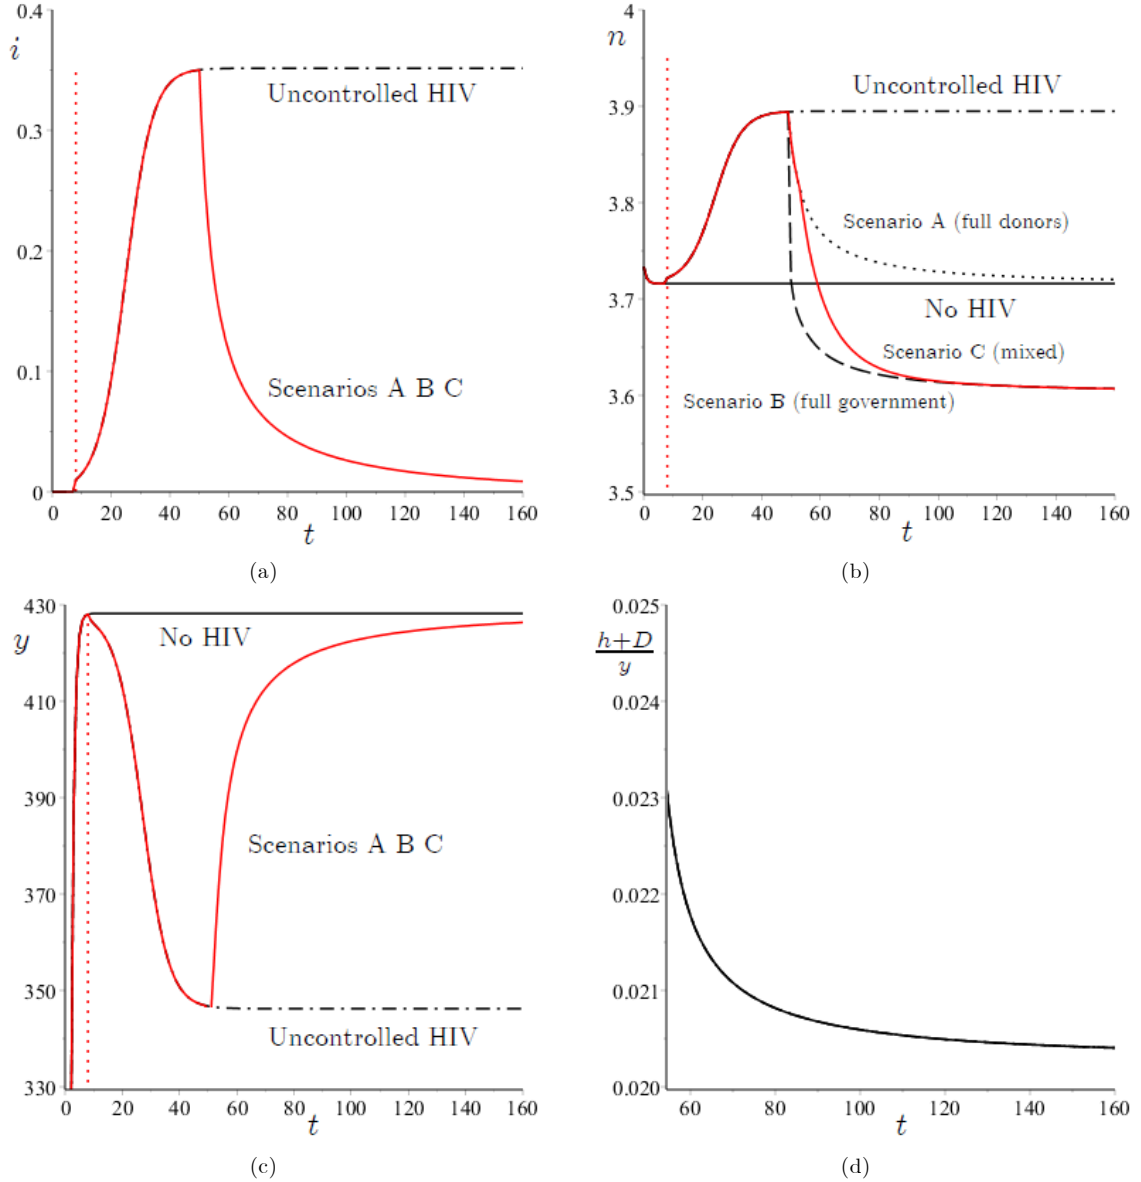 0.4
i
Uncontrolled HIV
0.3
0.2
0.1
Scenarios A B C
0
0 20 40 60 80 100 120 140 160
t
(a)
4
n
Uncontrolled HIV
3.9
3.8
Scenario A (full donors)
3.7
No HIV
Scenario C (mixed)
3.6
Scenario B (full government)
3.5
0 20 40 60 80 100 120 140 160
t
(b)
430
y
No HIV
410
390
Scenarios A B C
370
350
Uncontrolled HIV
330
0 20 40 60 80 100 120 140 160
t
(c)
0.025
h+D
y
0.024
0.023
0.022
0.021
0.020
60 80 100 120 140 160
t
(d)